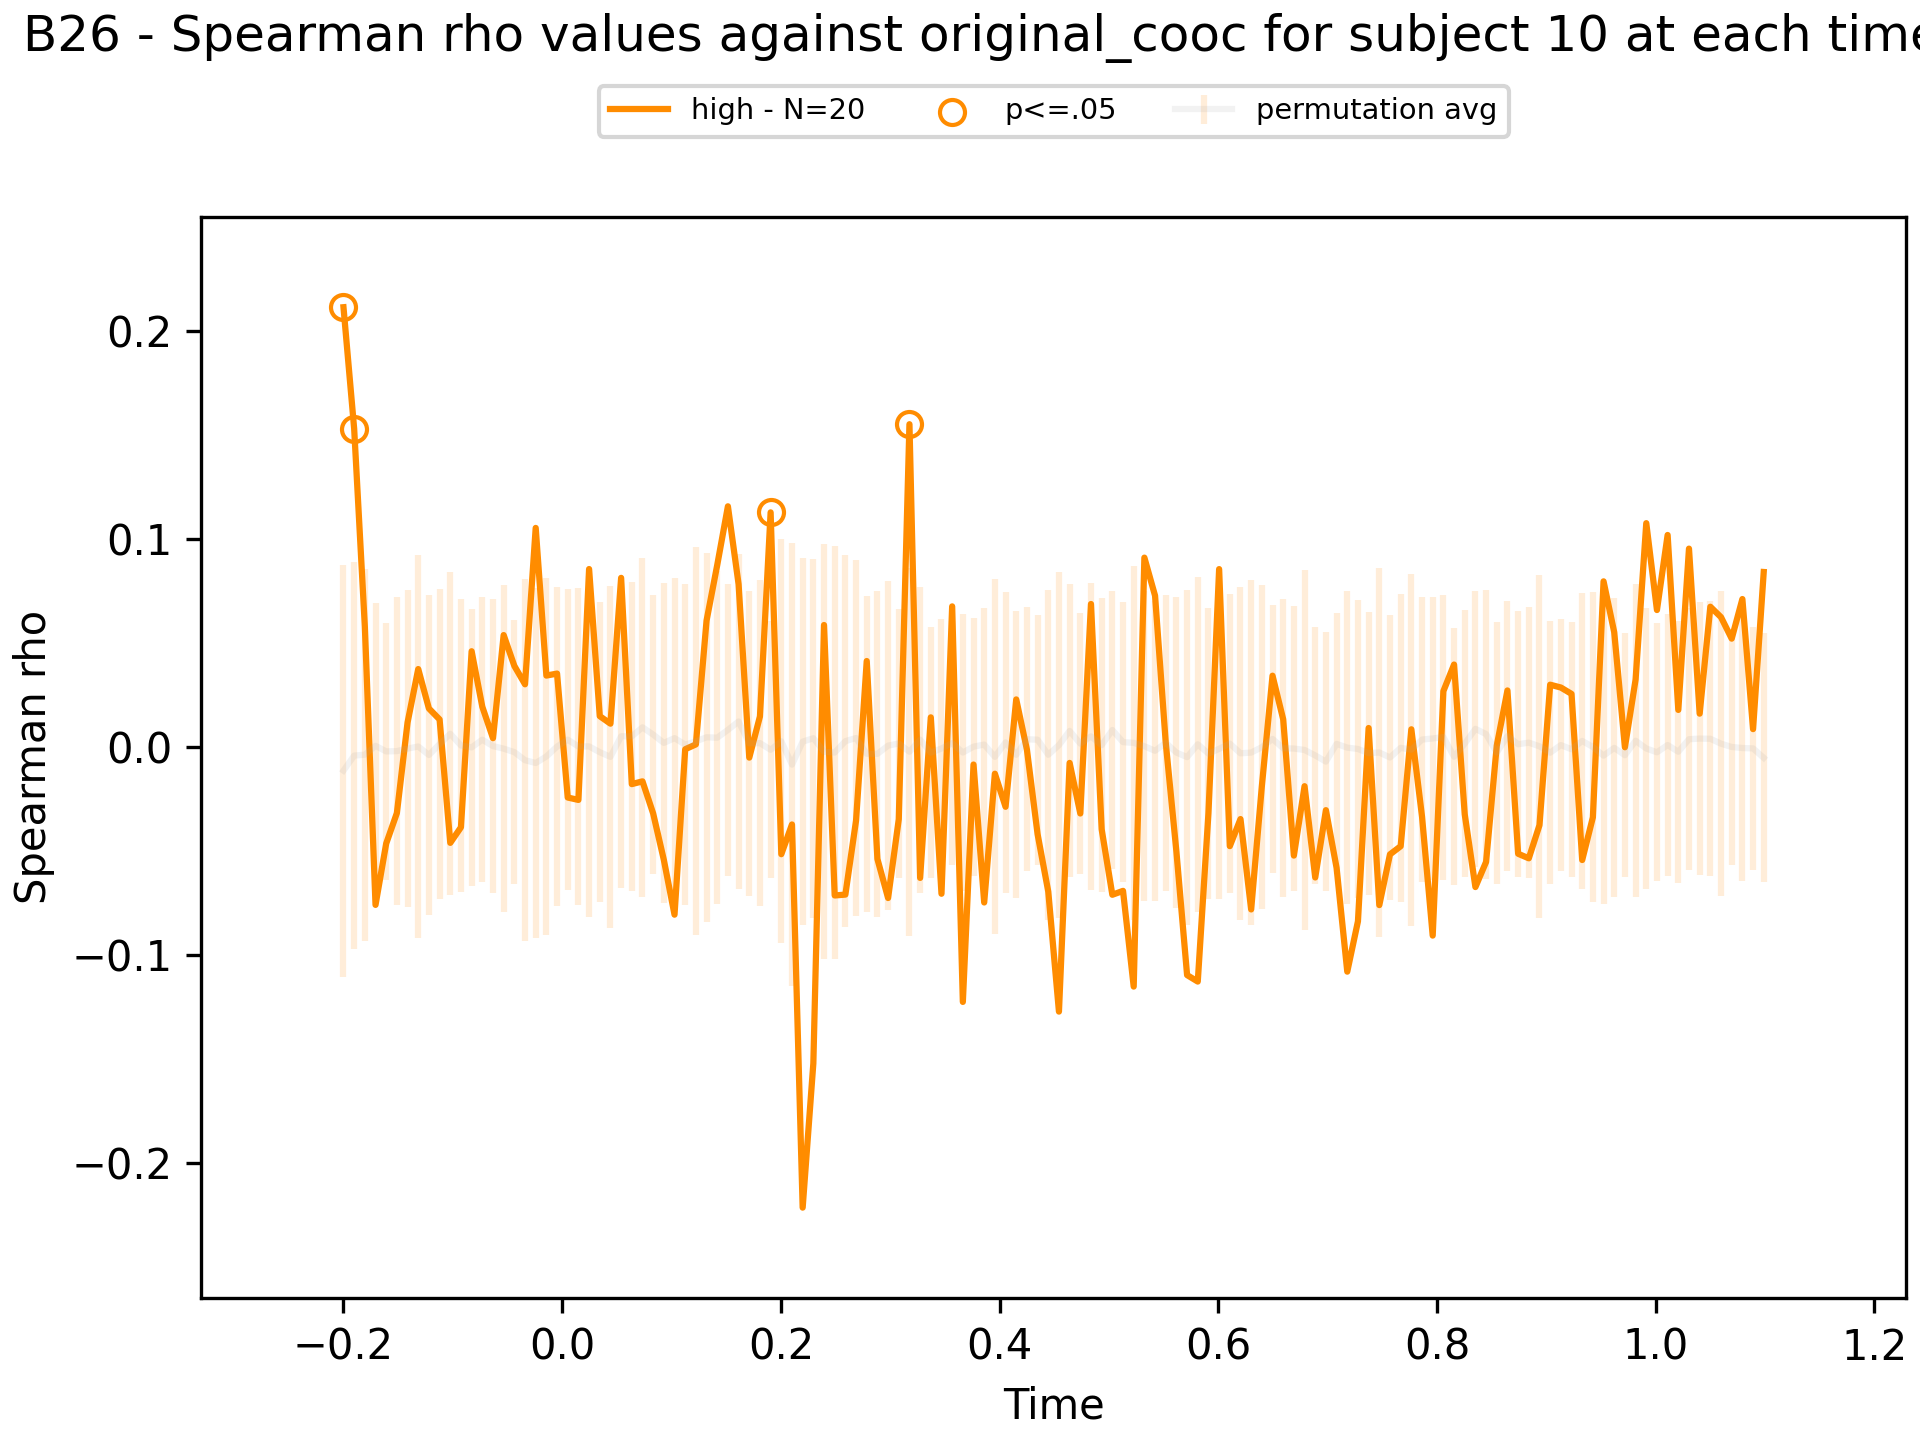 B26 - Spearman rho values against original_cooc for subject 10 at each time
high - N=20 p<=.05 permutation avg
Spearman rho
0.2
0.1
0.0
−0.1
−0.2
−0.2 0.0 0.2 0.4 0.6 0.8 1.0 1.2
Time